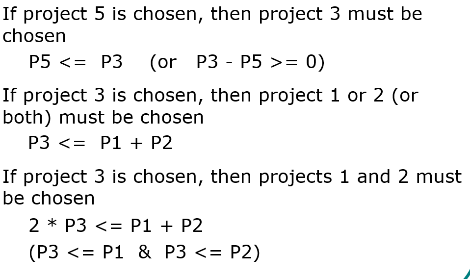 If project 5 is chosen, then project 3 must be
chosen
P5 <= P3 (or P3 - P5 >= 0)
If project 3 is chosen, then project 1 or 2 (or
both) must be chosen
P3 <= P1 + P2
If project 3 is chosen, then projects 1 and 2 must
be chosen
2 * P3 <= P1 + P2
(P3 <= P1 & P3 <= P2)